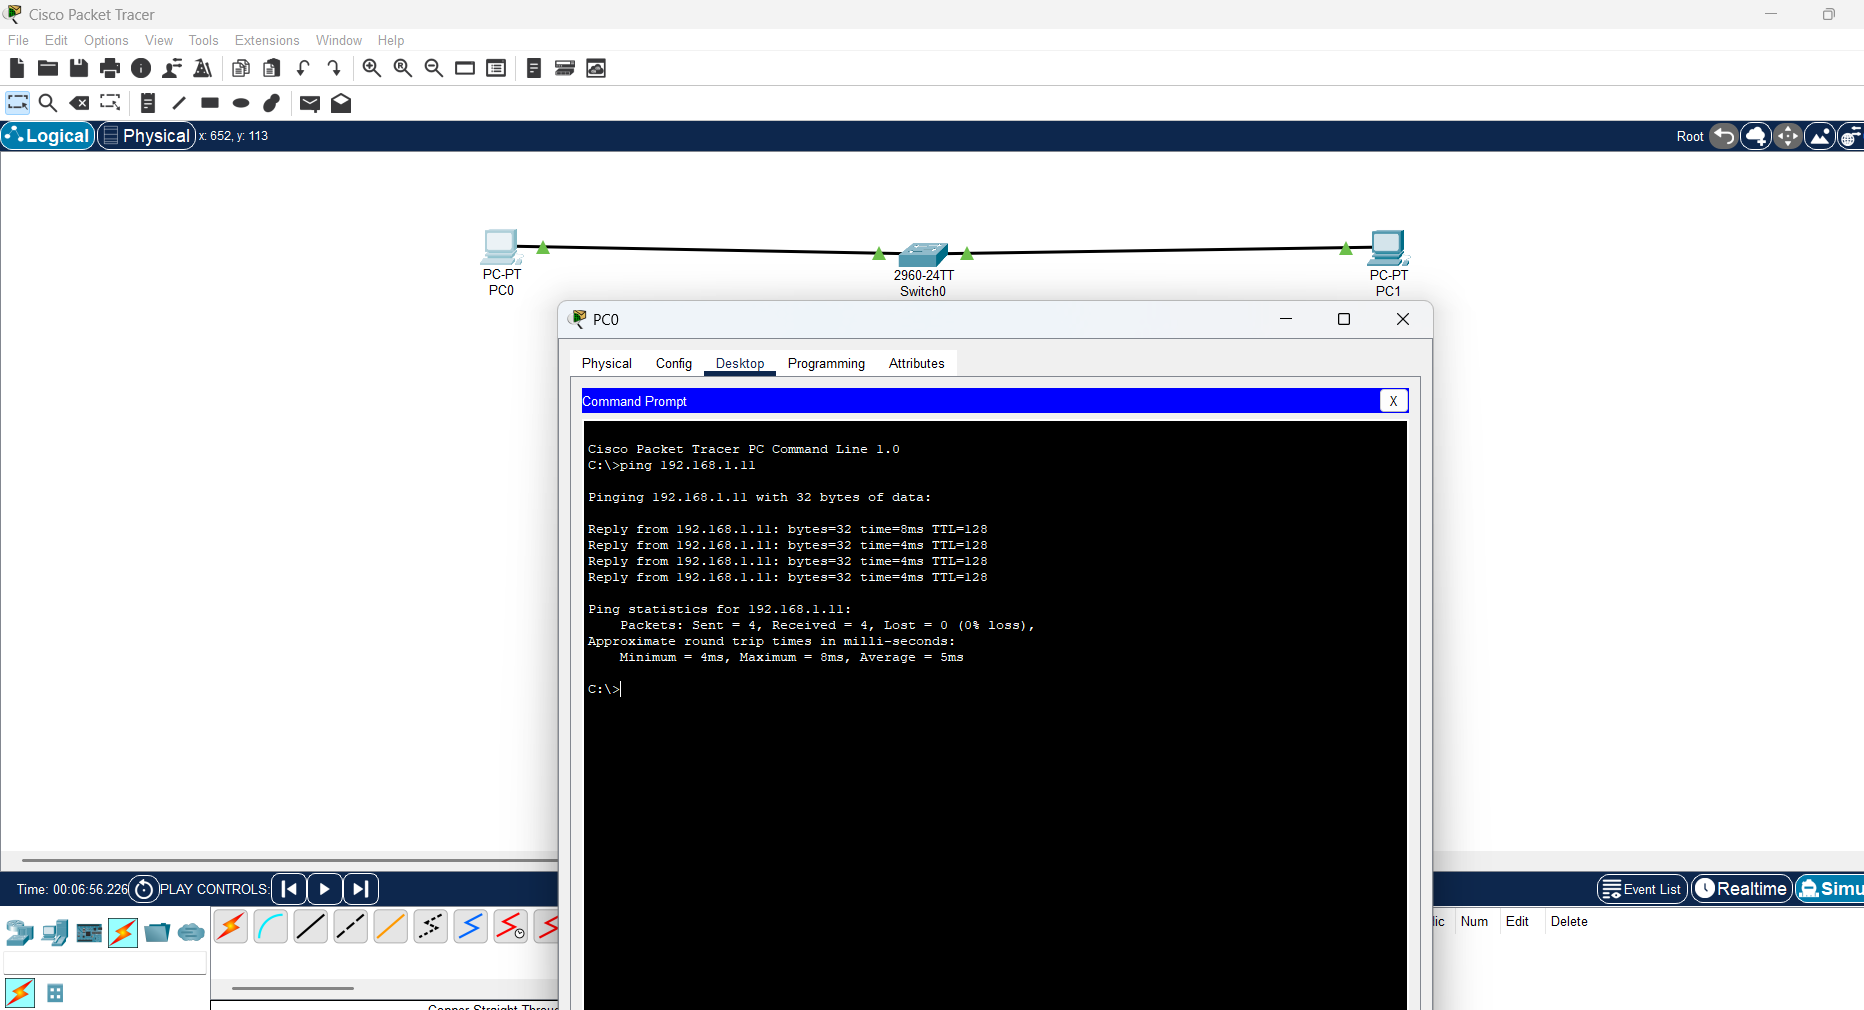 Cisco Packet Tracer
File Edit Options View Tools Extensions Window Help
Logical Physical x: 652, y: 113 Root
PC-PT
PC0
2960-24TT
Switch0
PC-PT
PC1
PC0
Physical Config Desktop Programming Attributes
Command Prompt X
Cisco Packet Tracer PC Command Line 1.0
C:\>ping 192.168.1.11
Pinging 192.168.1.11 with 32 bytes of data:
Reply from 192.168.1.11: bytes=32 time=8ms TTL=128
Reply from 192.168.1.11: bytes=32 time=4ms TTL=128
Reply from 192.168.1.11: bytes=32 time=4ms TTL=128
Reply from 192.168.1.11: bytes=32 time=4ms TTL=128
Ping statistics for 192.168.1.11:
Packets: Sent = 4, Received = 4, Lost = 0 (0% loss),
Approximate round trip times in milli-seconds:
Minimum = 4ms, Maximum = 8ms, Average = 5ms
C:\>
Time: 00:06:56.226 PLAY CONTROLS: Event List Realtime Simu
ic Num Edit Delete
Copper Straight-Throu